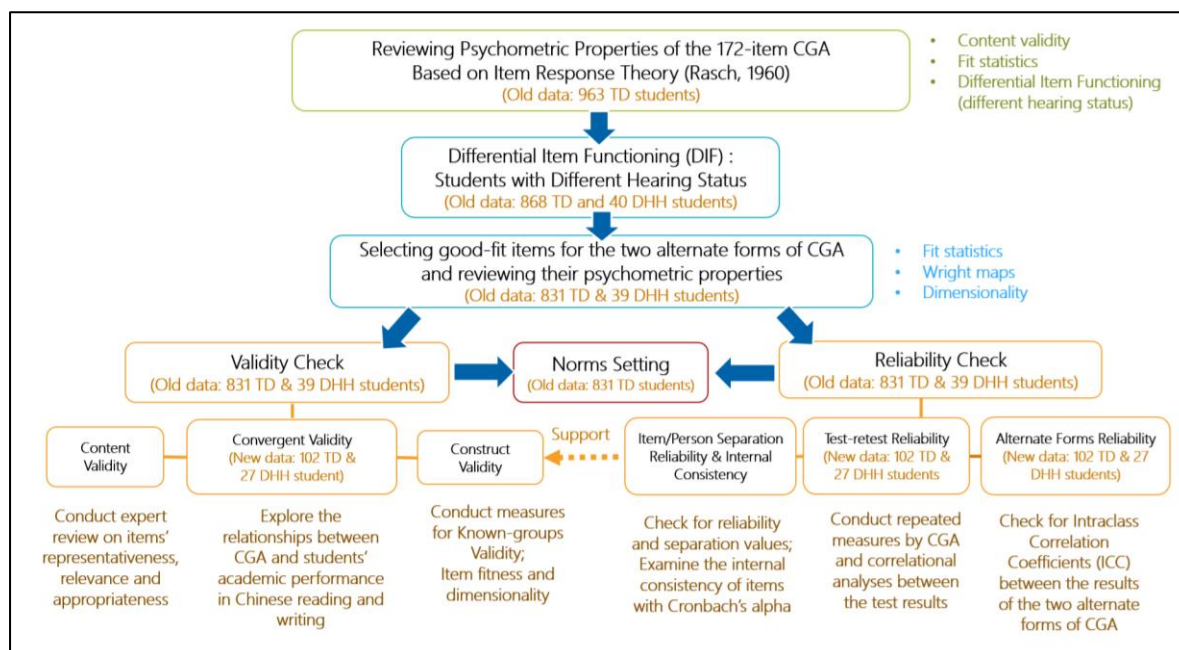 Reviewing Psychometric Properties of the 172-item CGA
Based on Item Response Theory (Rasch, 1960)
(Old data: 963 TD students)
• Content validity
• Fit statistics
• Differential Item Functioning
(different hearing status)
Differential Item Functioning (DIF) :
Students with Different Hearing Status
(Old data: 868 TD and 40 DHH students)
Selecting good-fit items for the two alternate forms of CGA
and reviewing their psychometric properties
(Old data: 831 TD & 39 DHH students)
• Fit statistics
• Wright maps
• Dimensionality
Validity Check
(Old data: 831 TD & 39 DHH students)
Norms Setting
(Old data: 831 TD students)
Reliability Check
(Old data: 831 TD & 39 DHH students)
Content
Validity
Convergent Validity
(New data: 102 TD &
27 DHH student)
Construct
Validity
Support
Item/Person Separation
Reliability & Internal
Consistency
Test-retest Reliability
(New data: 102 TD &
27 DHH students
Alternate Forms Reliability
(New data: 102 TD & 27
DHH students)
Conduct expert
review on items'
representativeness,
relevance and
appropriateness
Explore the
relationships between
CGA and students'
academic performance
in Chinese reading and
writing
Conduct measures
for Known-groups
Validity;
Item fitness and
dimensionality
Check for reliability
and separation values;
Examine the internal
consistency of items
with Cronbach's alpha
Conduct repeated
measures by CGA
and correlational
analyses between
the test results
Check for Intraclass
Correlation
Coefficients (ICC)
between the results
of the two alternate
forms of CGA